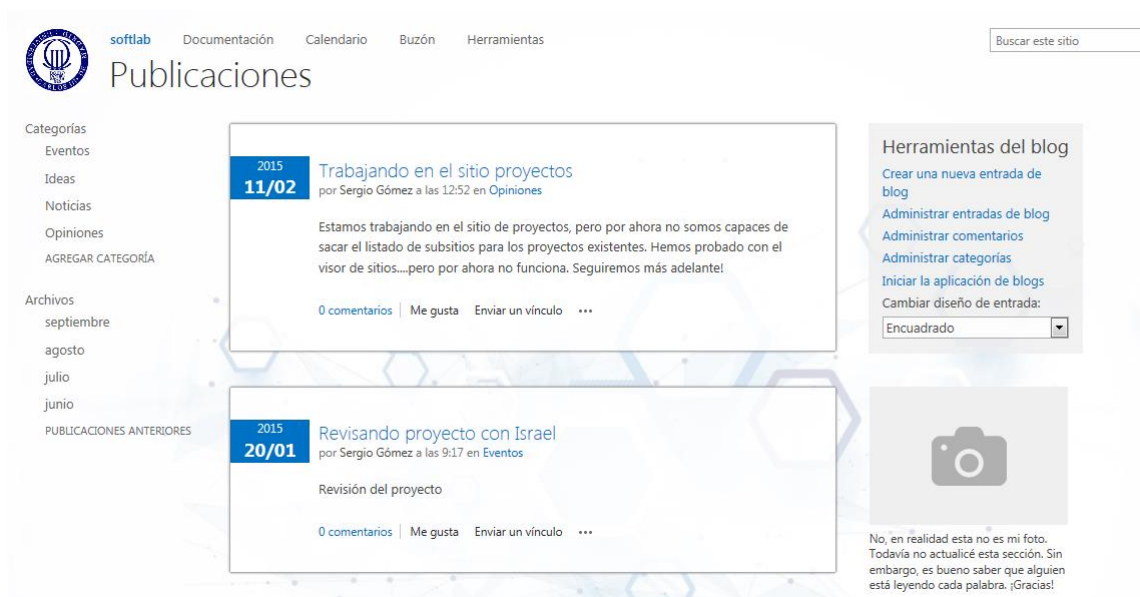 softlab Documentación Calendario Buzón Herramientas
Buscar este sitio
Publicaciones
Categorías
Eventos
Ideas
Noticias
Opiniones
AGREGAR CATEGORÍA
Archivos
septiembre
agosto
julio
junio
PUBLICACIONES ANTERIORES
2015
11/02
Trabajando en el sitio proyectos
por Sergio Gómez a las 12:52 en Opiniones
Estamos trabajando en el sitio de proyectos, pero por ahora no somos capaces de
sacar el listado de subsitios para los proyectos existentes. Hemos probado con el
visor de sitios....pero por ahora no funciona. Seguiremos más adelante!
0 comentarios Me gusta Enviar un vínculo •••
2015
20/01
Revisando proyecto con Israel
por Sergio Gómez a las 9:17 en Eventos
Revisión del proyecto
0 comentarios Me gusta Enviar un vínculo •••
Herramientas del blog
Crear una nueva entrada de
blog
Administrar entradas de blog
Administrar comentarios
Administrar categorías
Iniciar la aplicación de blogs
Cambiar diseño de entrada:
Encuadrado
No, en realidad esta no es mi foto.
Todavía no actualicé esta sección. Sin
embargo, es bueno saber que alguien
está leyendo cada palabra. ¡Gracias!